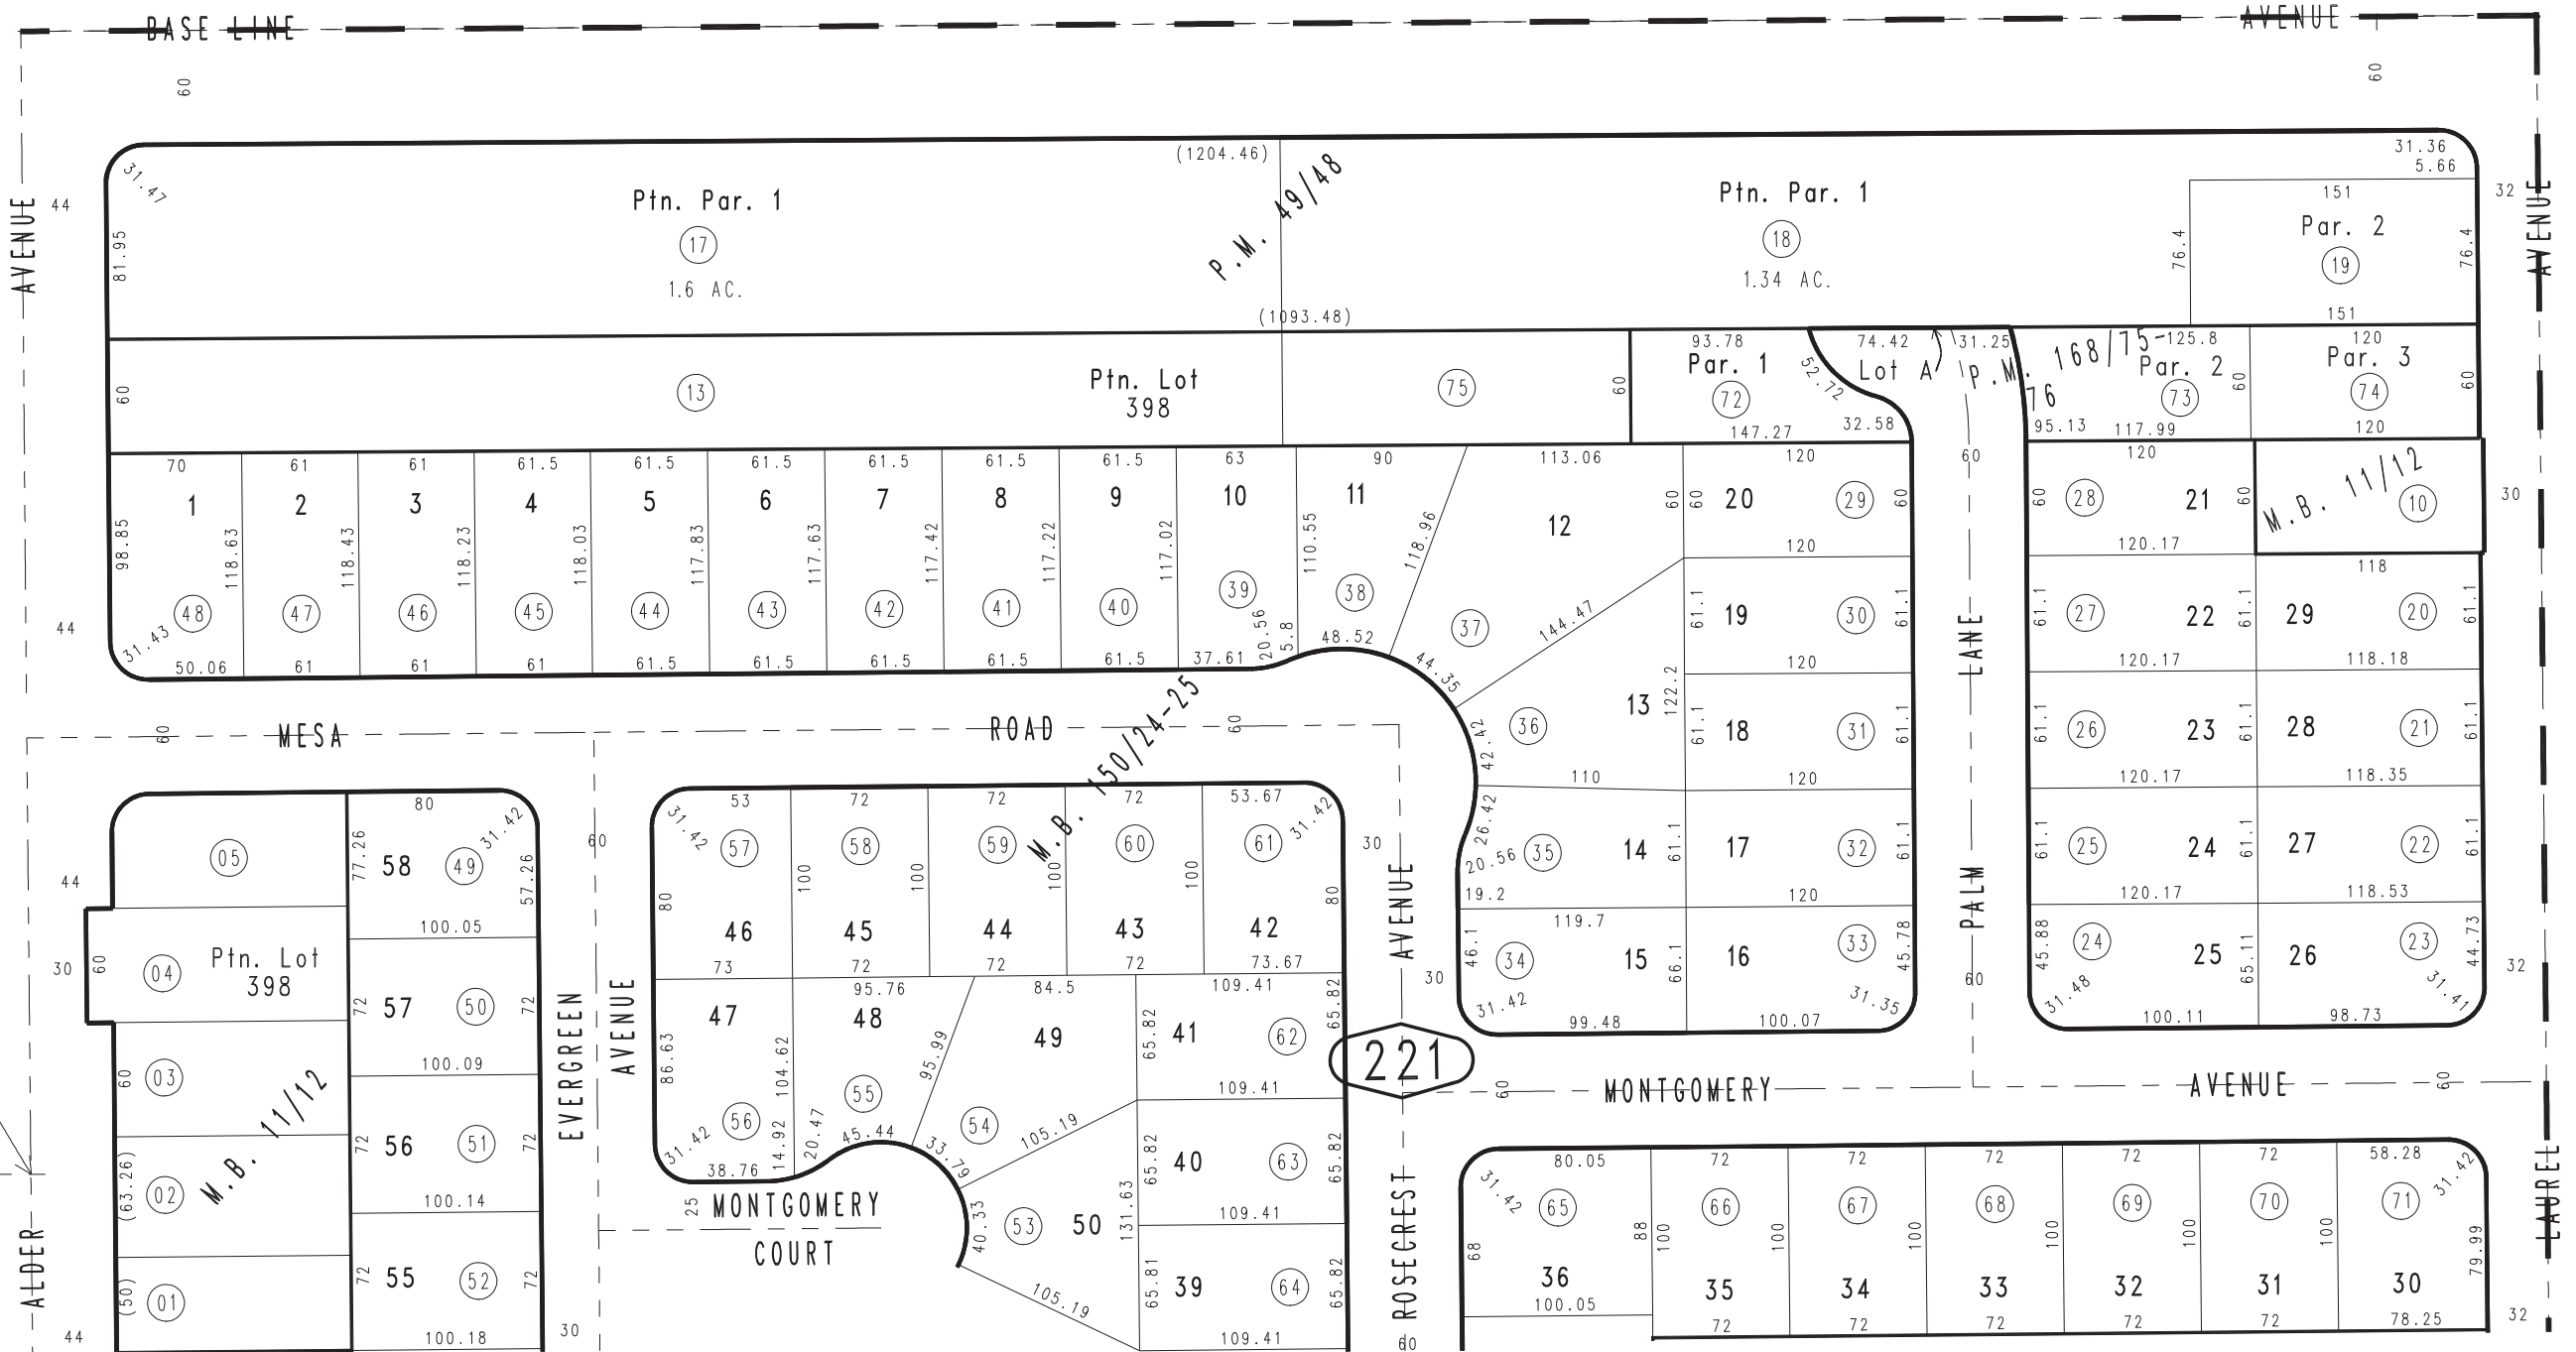 BASE LINE AVENUE
60 60
31.47 (1204.46) P.M. 49/48 31.36
5.66
AVENUE 44 Ptn. Par. 1 Ptn. Par. 1 151 32 AVENUE
81.95 17 18 76.4 Par. 2 76.4
1.6 AC. 1.34 AC. 19
(1093.48) 151
93.78 74.42 31.25 P.M. 168/75-76 125.8 120
60 13 Ptn. Lot 75 60 Par. 1 52.72 Lot A Par. 2 60 Par. 3 60
398 72 73 74
147.27 32.58 95.13 117.99 120
70 61 61 61.5 61.5 61.5 61.5 61.5 61.5 63 90 113.06 120 60 120 M.B. 11/12
1 2 3 4 5 6 7 8 9 10 11 12 60 60 20 29 60 60 28 21 60 10 30
98.85 118.63 118.43 118.23 118.03 117.83 117.63 117.42 117.22 117.02 110.55 118.96 120 120.17
118
44 48 47 46 45 44 43 42 41 40 39 38 37 144.47 61.1 19 30 61.1 61.1 27 22 61.1 29 20 61.1
31.43 20.56 5.8 48.52 44.35 120 LANE 120.17 118.18
50.06 61 61 61 61.5 61.5 61.5 61.5 61.5 37.61
60 MESA ROAD 60 M.B. 150/24-25 42.42 36 13 122.2 61.1 18 31 61.1 61.1 26 23 61.1 28 21 61.1
110 120 120.17 118.35
80 31.42 31.42 53 72 72 72 53.67 31.42
44 05 77.26 58 49 57.26 60 57 58 59 60 61 30 26.42 20.56 35 14 61.1 17 32 61.1 61.1 25 24 61.1 27 22 61.1
80 100 100 100 100 80 19.2 120 120.17 118.53
100.05 46 45 44 43 42 AVENUE 119.7 PALM
30 60 04 Ptn. Lot 73 72 72 72 73.67 30 46.1 34 15 66.1 16 33 45.78 60 45.88 24 25 65.11 26 23 44.73 32
398 95.76 84.5 109.41 31.42 31.35 31.48 31.41
72 57 50 72 EVERGREEN AVENUE 47 48 49 65.82 41 62 65.82 99.48 100.07 100.11 98.73
100.09 86.63 104.62 95.99 221
60 03 M.B. 11/12 55 109.41 60 MONTGOMERY AVENUE 60
72 56 51 72 56 54 105.19
(63.26) 02 31.42 38.76 14.92 20.47 45.44 33.79 65.82 40 63 65.82 80.05 72 72 72 72 72 58.28 31.42
100.14 25 MONTGOMERY 40.33 53 50 131.63 109.41 31.42 65 66 67 68 69 70 71
COURT 68 88 100 100 100 100 100 100 79.99 LAUREL
ALDER (50) 01 72 55 52 72 105.19 65.81 39 64 65.82 ROSECREST 36 35 34 33 32 31 30
100.05
44 100.18 30 109.41 60 72 72 72 72 72 78.25 32